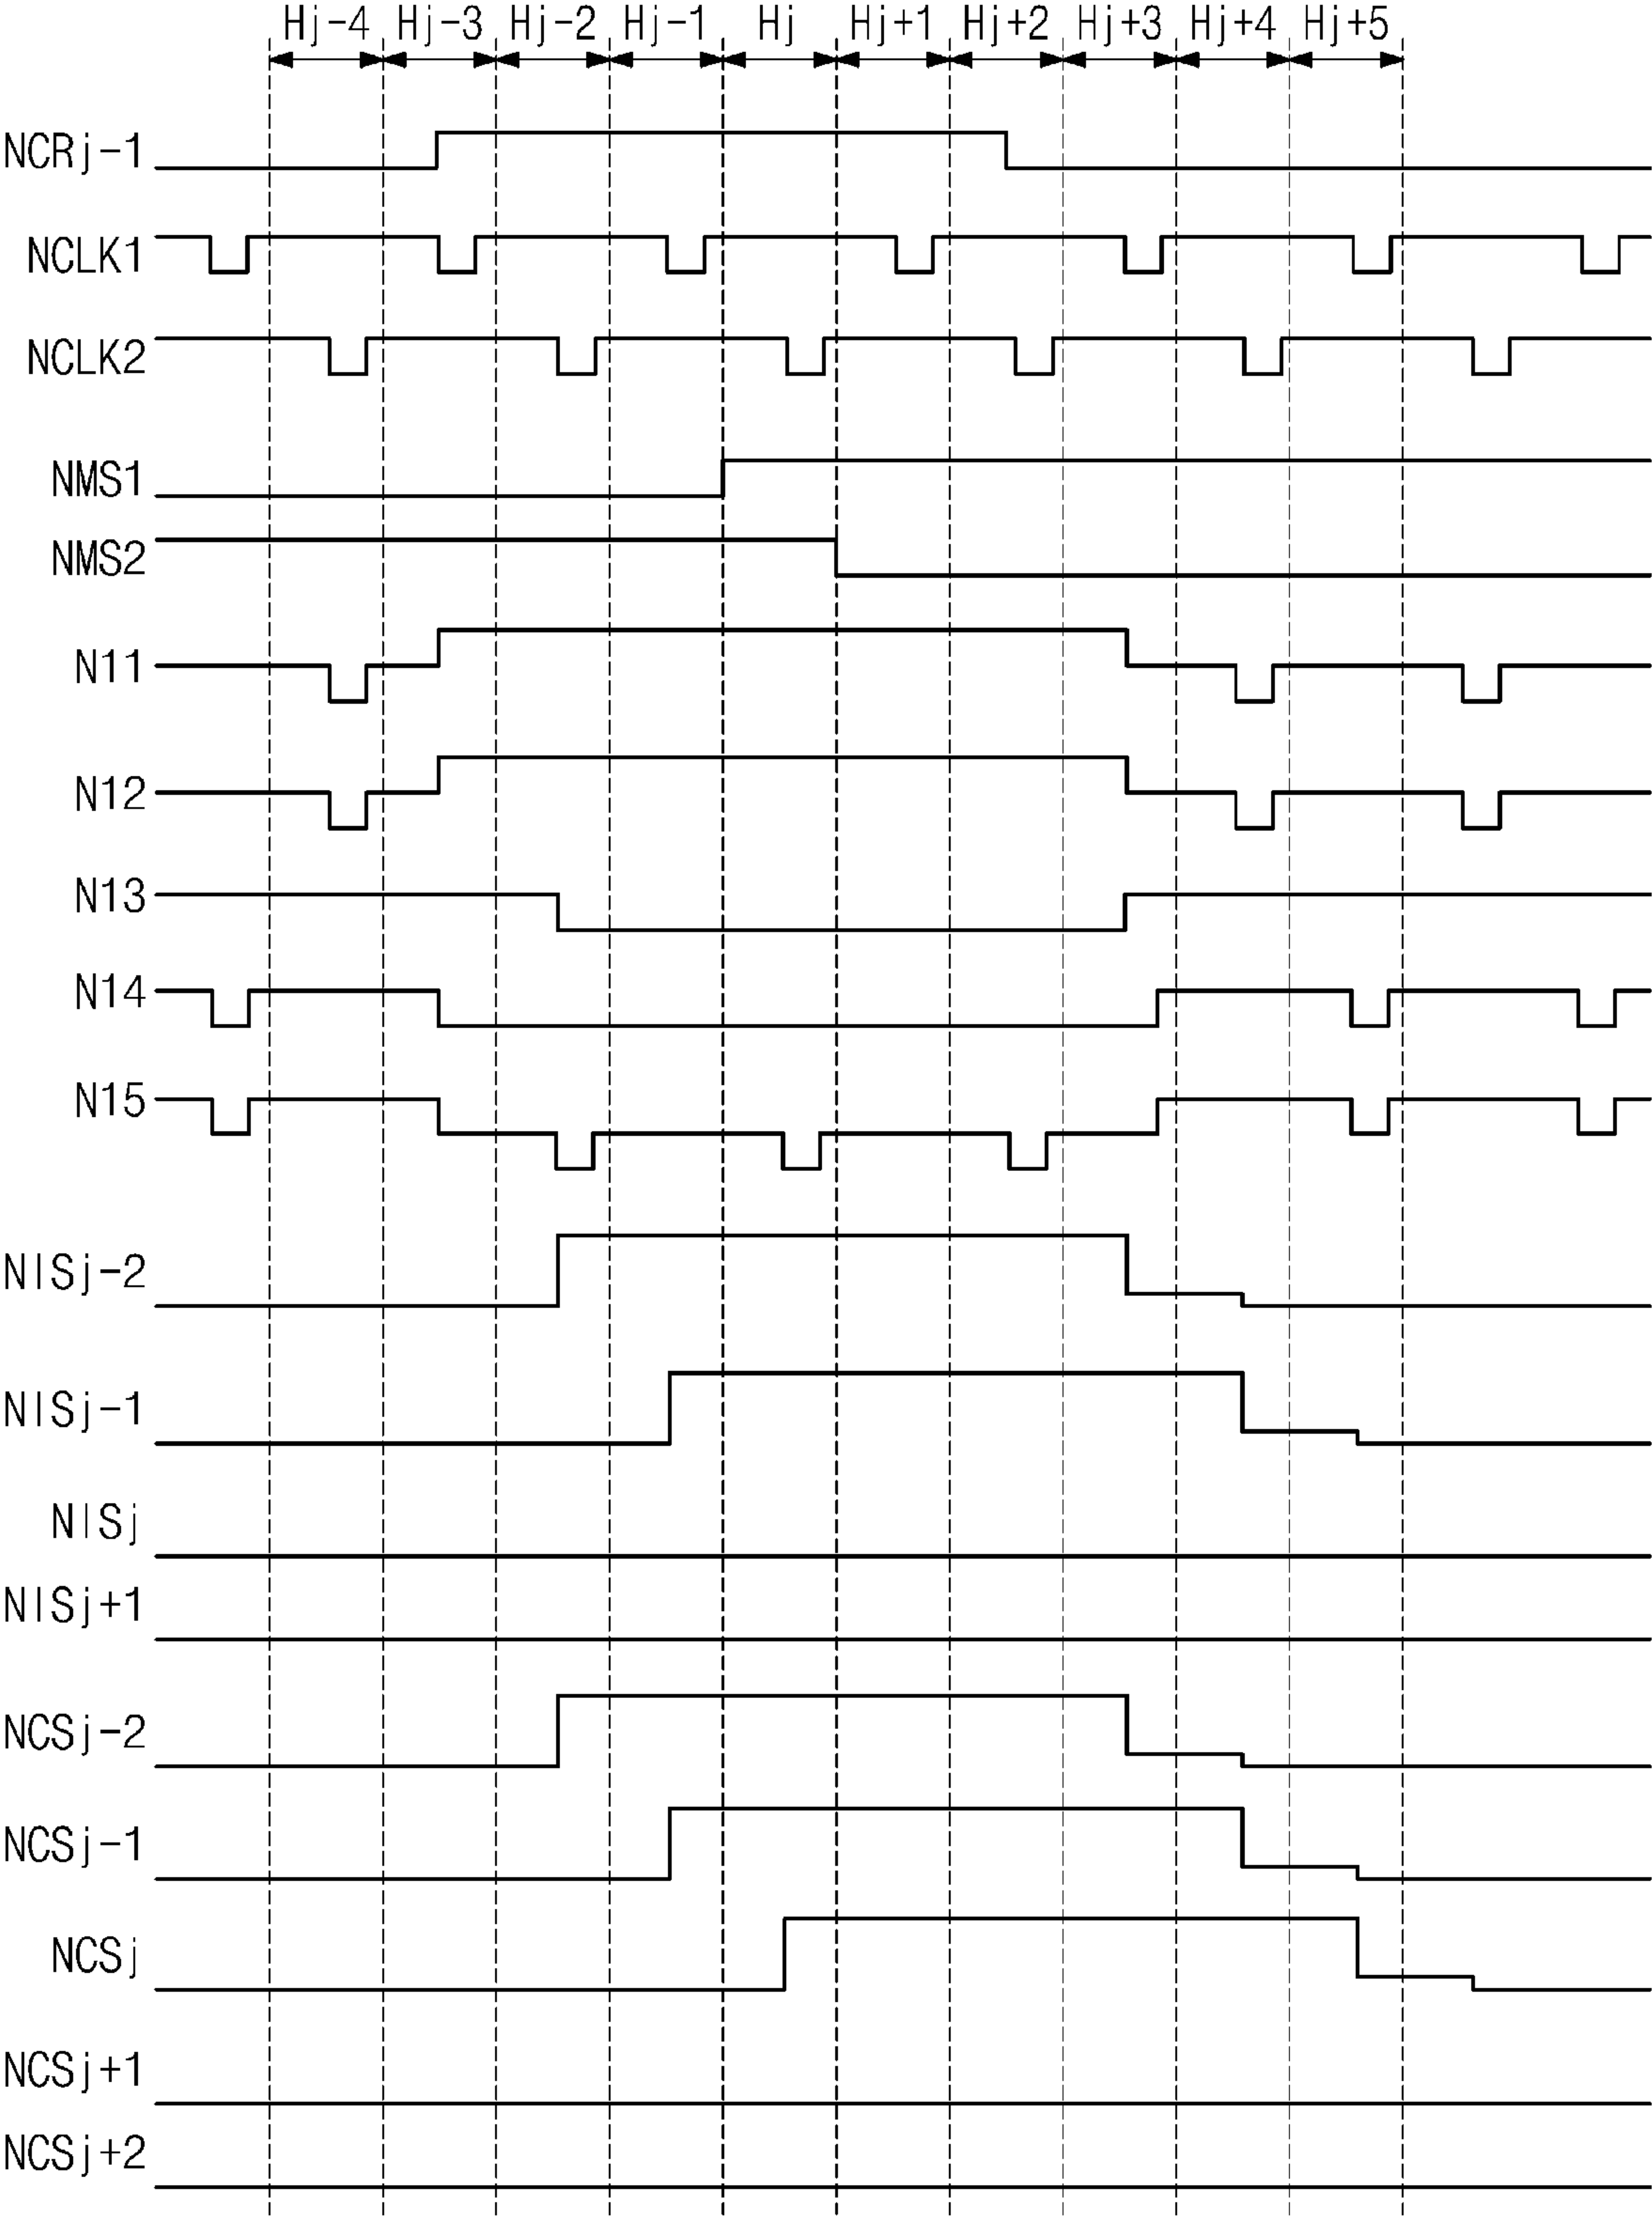 Hj-4 Hj-3 Hj-2 Hj-1 Hj Hj+1 Hj+2 Hj+3 Hj+4 Hj+5
NCRj-1
NCLK1
NCLK2
NMS1
NMS2
N11
N12
N13
N14
N15
NISj-2
NISj-1
NISj
NISj+1
NCSj-2
NCSj-1
NCSj
NCSj+1
NCSj+2